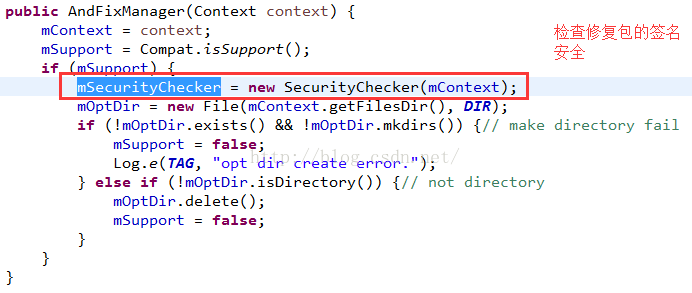 public AndFixManager(Context context) {
检查修复包的签名
安全
mContext = context;
mSupport = Compat.isSupport();
if (mSupport) {
mSecurityChecker = new SecurityChecker(mContext);
mOptDir = new File(mContext.getFilesDir(), DIR);
if (!mOptDir.exists() && !mOptDir.mkdirs()) {// make directory fail
mSupport = false;
http://blog.csdn.net/
Log.e(TAG, "opt dir create error.");
} else if (!mOptDir.isDirectory()) {// not directory
mOptDir.delete();
mSupport = false;
}
}
}